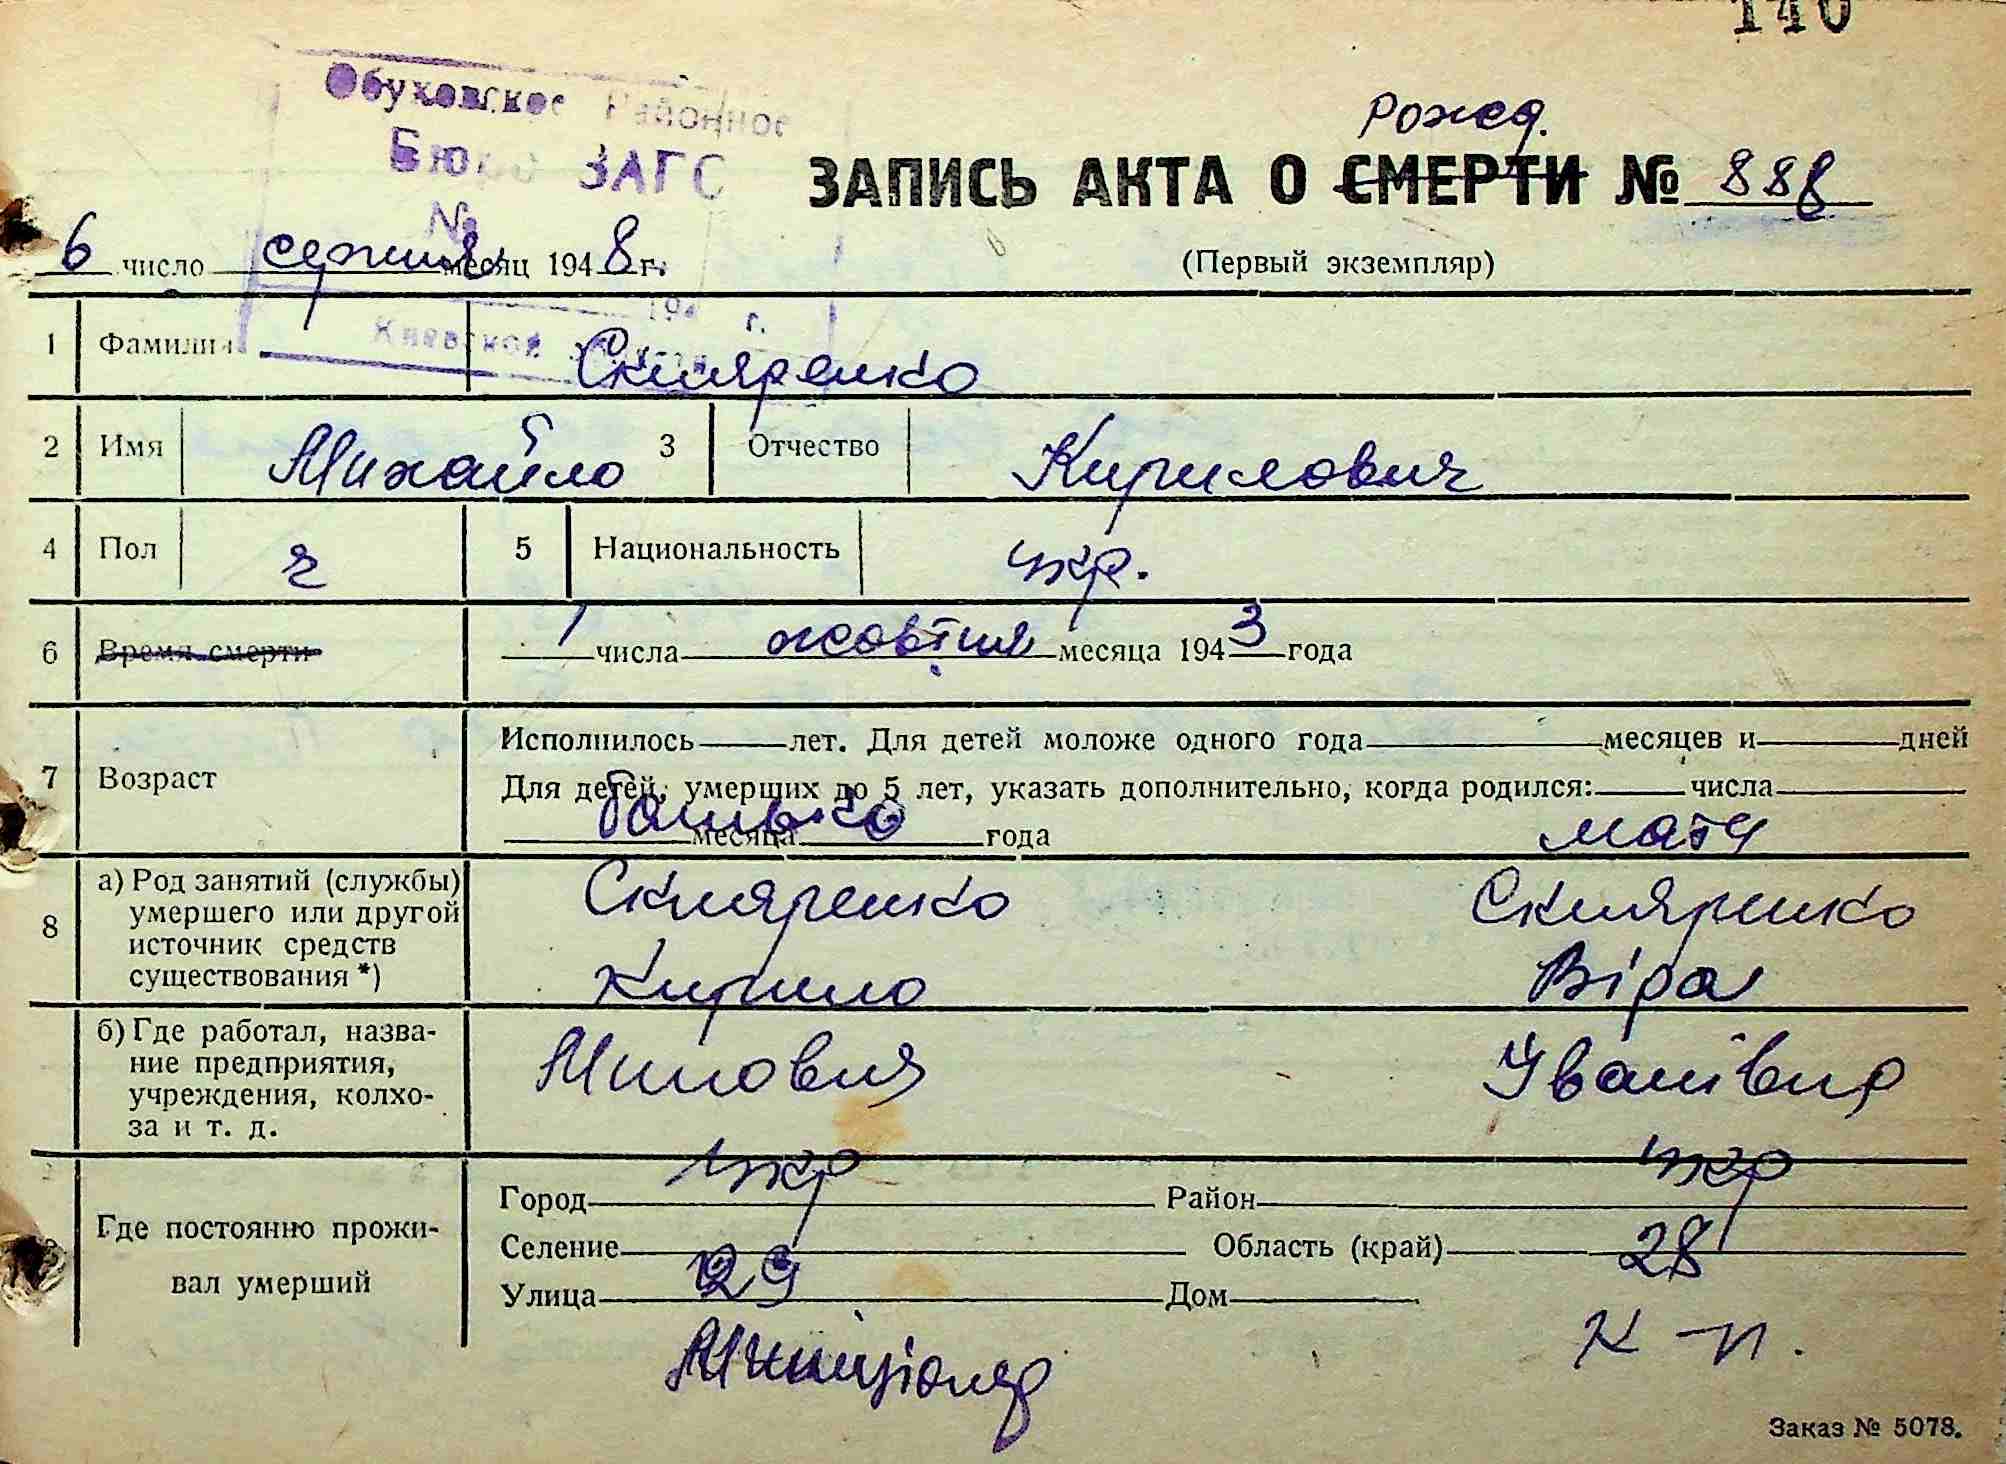 140
Обуховское Районное
Бюро ЗАГС
№
194 г.
Киевской
рожд.
ЗАПИСЬ АКТА О СМЕРТИ № 888
6 число серпня месяц 1948 г.
(Первый экземпляр)
1 Фамилия Скляренко
2 Имя Михайло 3 Отчество Кирилович
4 Пол ч 5 Национальность укр.
6 Время смерти 1 числа жовтня месяца 1943 года
7 Возраст Исполнилось лет. Для детей моложе одного года месяцев и дней
Для детей, умерших до 5 лет, указать дополнительно, когда родился: числа
месяца года
батько мати
8 а) Род занятий (службы) умершего или другой источник средств существования *)
Скляренко Скляренко
Кирило Віра
б) Где работал, назва-
ние предприятия,
учреждения, колхо-
за и т. д.
Івановна
укр укр
Где постоянно прожи-
вал умерший
Город Район
Селение Область (край)
Улица Дом
29 28
Міліціонер К-п.
Заказ № 5078.